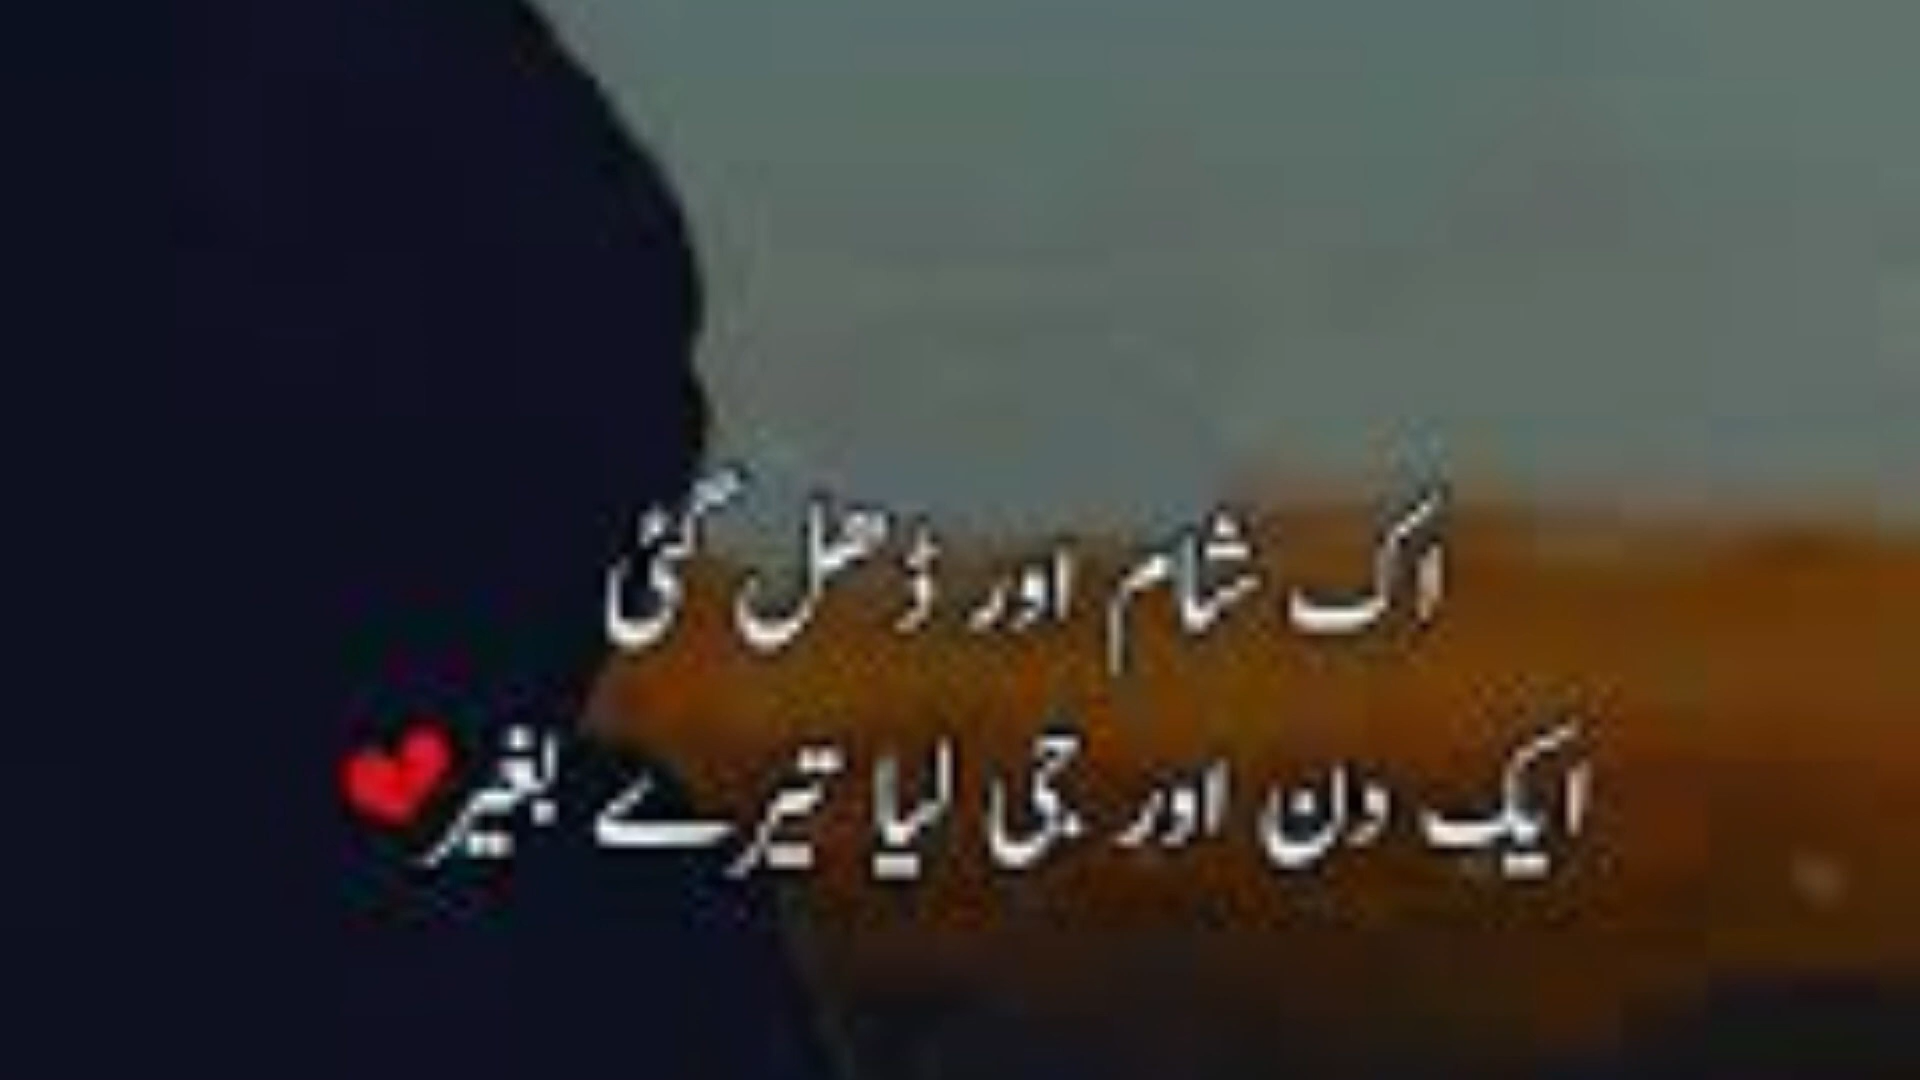 اک شام اور ڈھل گئی
ایک دن اور جی لیا تیرے بغیر❤